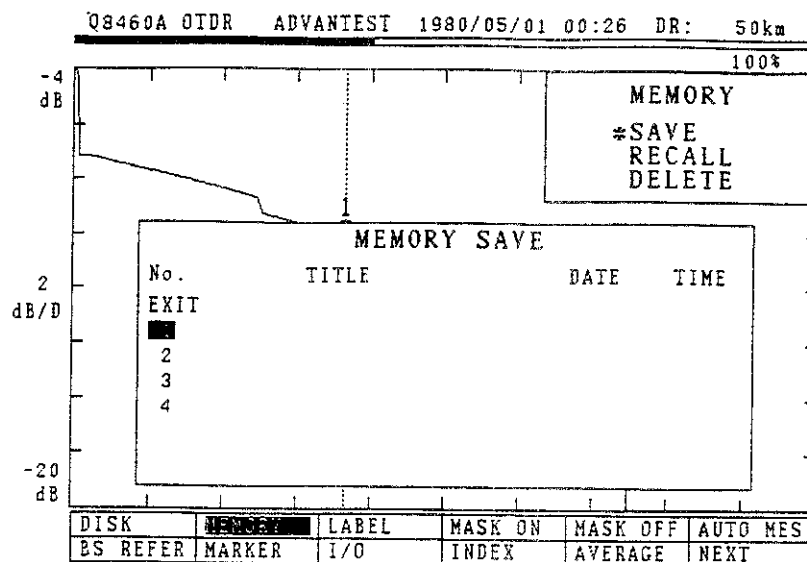 Q8460A OTDR ADVANTEST 1980/05/01 00:26 DR: 50km
100%
-4
dB
MEMORY
*SAVE
RECALL
DELETE
1
MEMORY SAVE
No. TITLE DATE TIME
EXIT
2
3
4
2
dB/D
-20
dB
DISK MEMORY LABEL MASK ON MASK OFF AUTO MES
BS REFER MARKER I/O INDEX AVERAGE NEXT